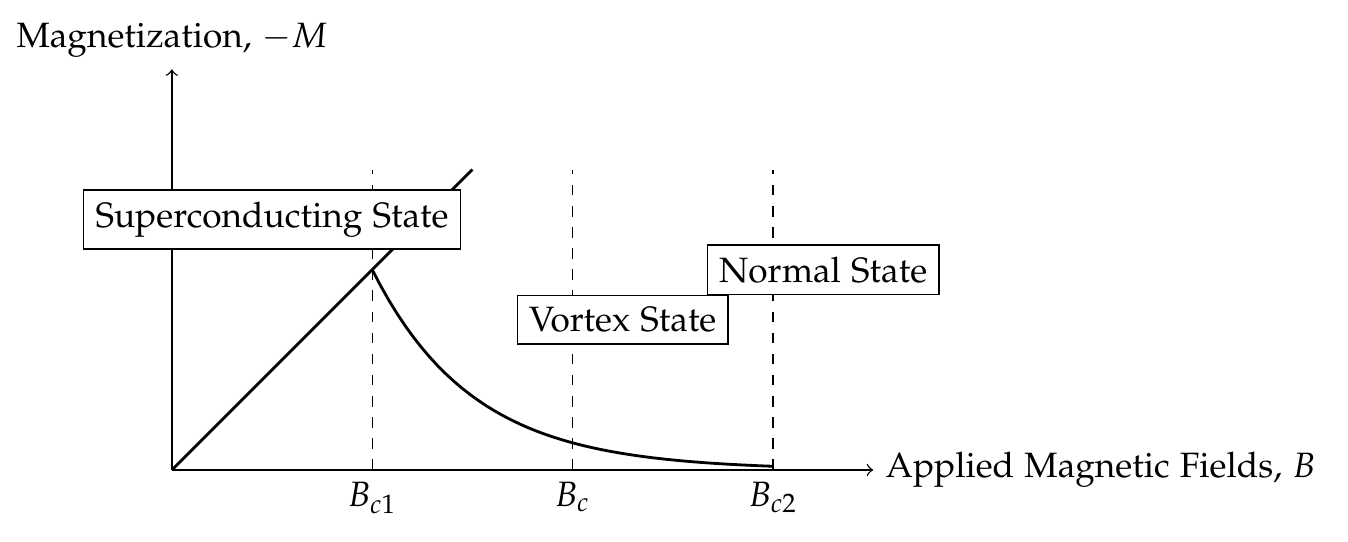 Magnetization, −M
Superconducting State
Normal State
Vortex State
Applied Magnetic Fields, B
B_{c1}
B_c
B_{c2}